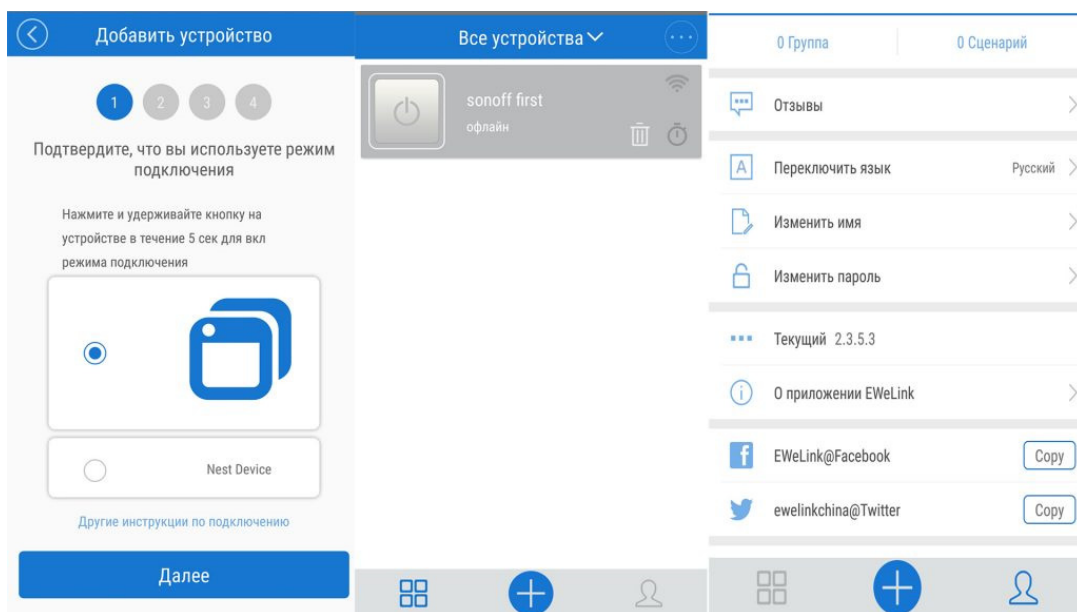 Добавить устройство
1 2 3 4
Подтвердите, что вы используете режим
подключения
Нажмите и удерживайте кнопку на
устройстве в течение 5 сек для вкл
режима подключения
Nest Device
Другие инструкции по подключению
Далее
Все устройства
sonoff first
офлайн
0 Группа
0 Сценарий
Отзывы
A Переключить язык Русский
Изменить имя
Изменить пароль
Текущий 2.3.5.3
О приложении EWeLink
EWeLink@Facebook Copy
ewelinkchina@Twitter Copy